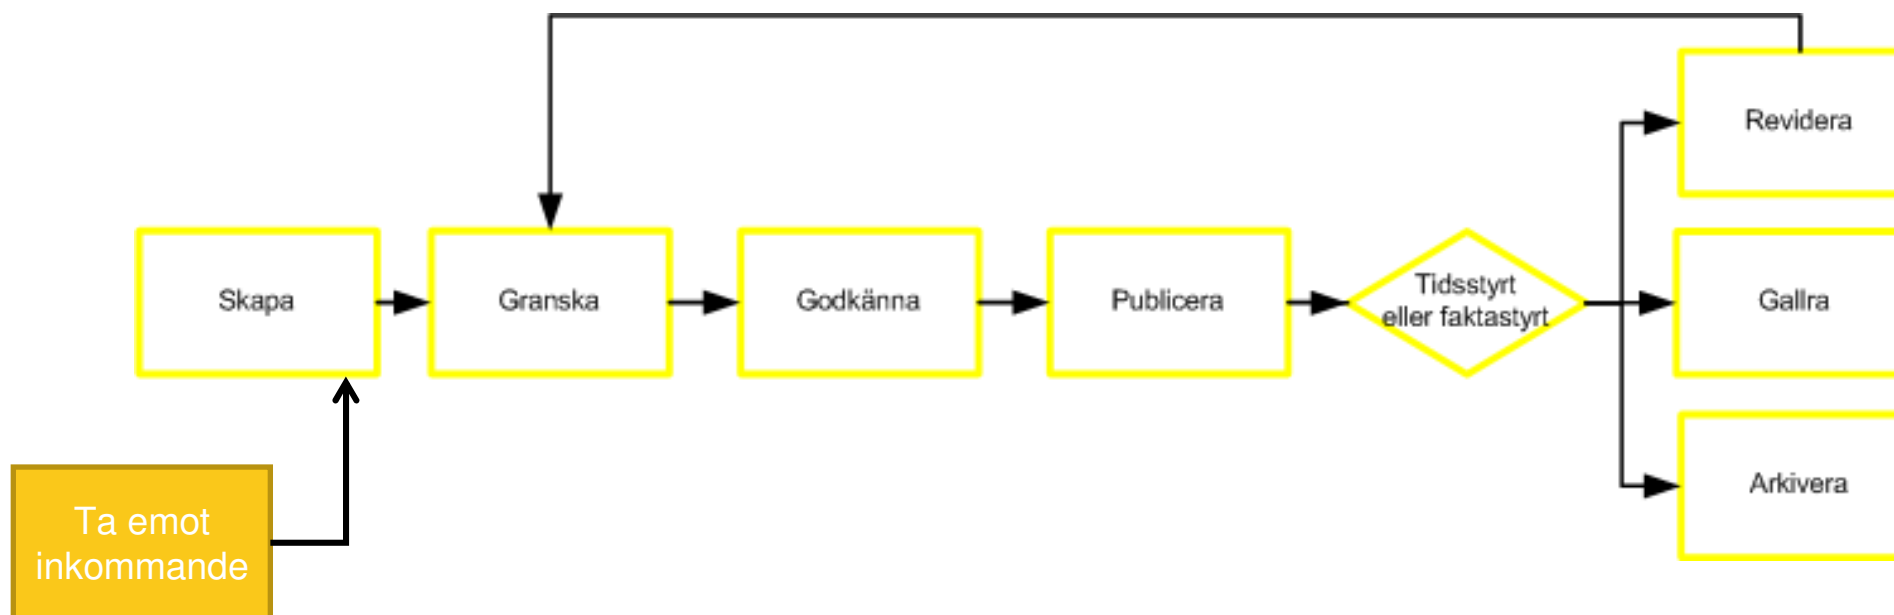 Revidera
Skapa
Granska
Godkänna
Publicera
Tidsstyrt
eller faktastyrt
Gallra
Arkivera
Ta emot
inkommande